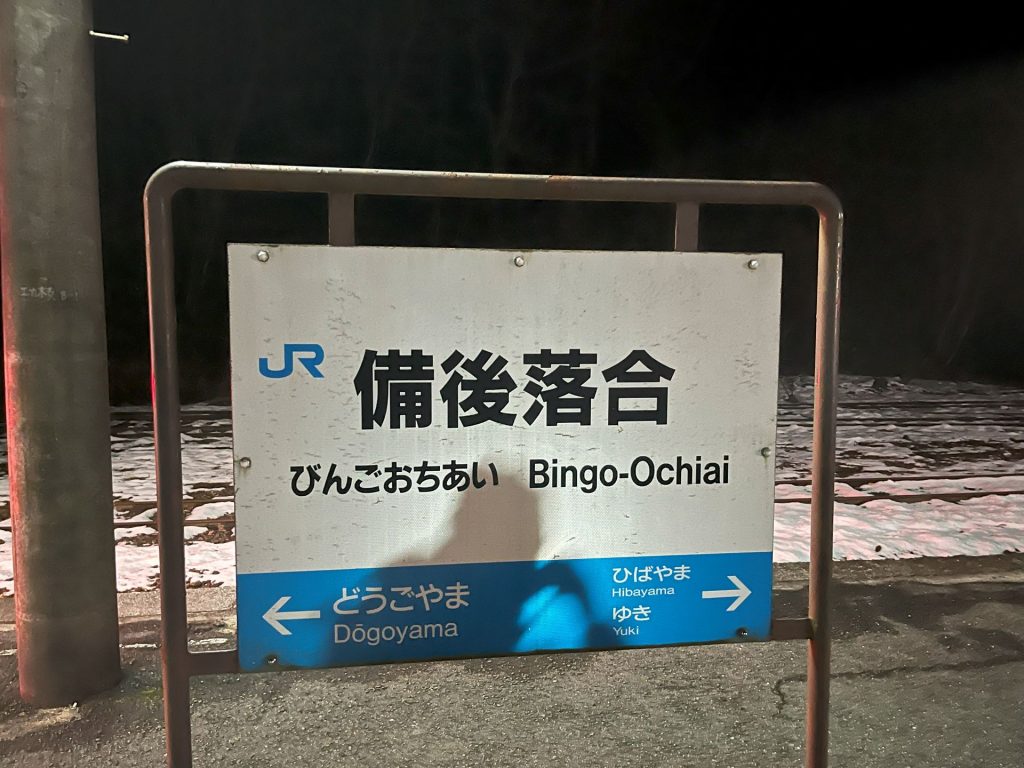 JR 備後落合
びんごおちあい Bingo-Ochiai
← どうごやま
Dōgoyama
ひばやま →
Hibayama
ゆき
Yuki